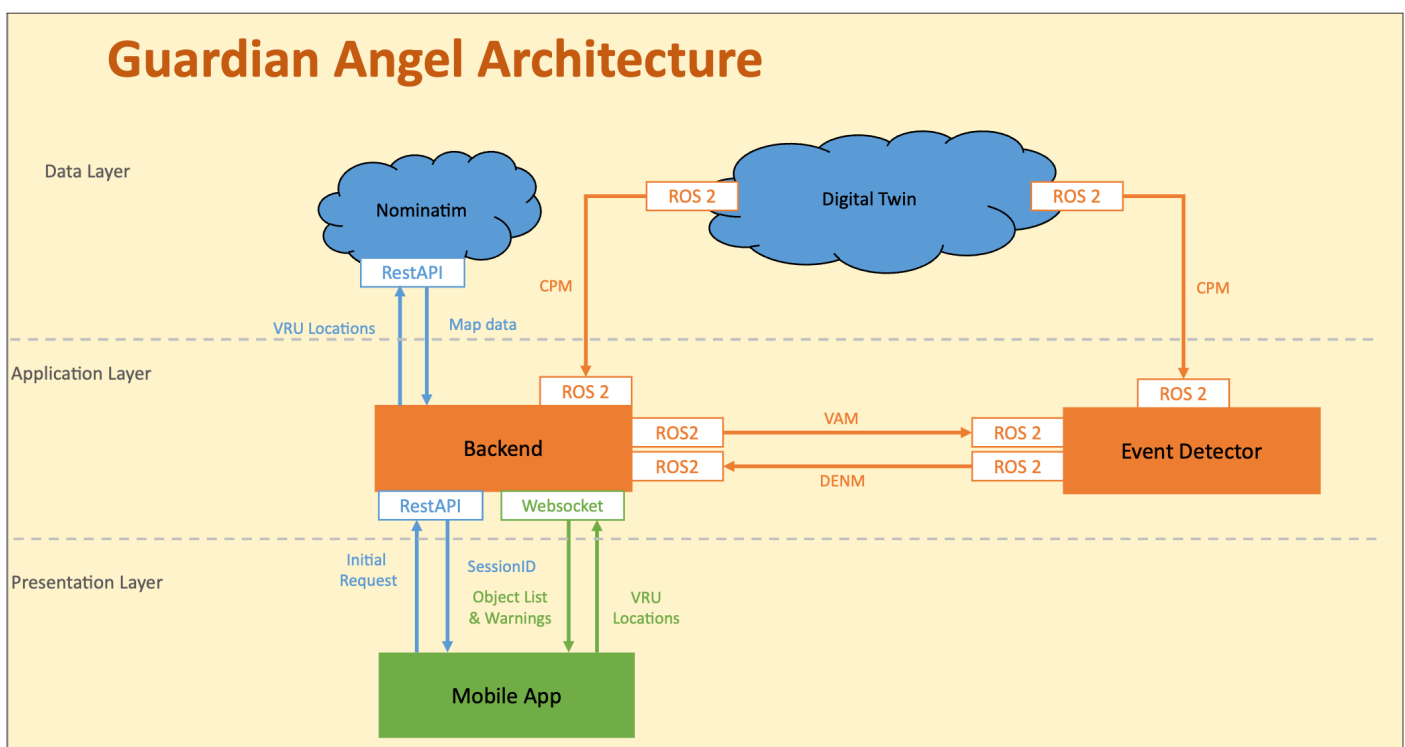 Guardian Angel Architecture
Data Layer
Nominatim
RestAPI
ROS 2
Digital Twin
ROS 2
CPM
CPM
VRU Locations
Map data
Application Layer
ROS 2
ROS 2
Backend
ROS2
VAM
ROS 2
Event Detector
ROS2
DENM
ROS 2
RestAPI
Websocket
Presentation Layer
Initial
Request
SessionID
Object List
& Warnings
VRU
Locations
Mobile App